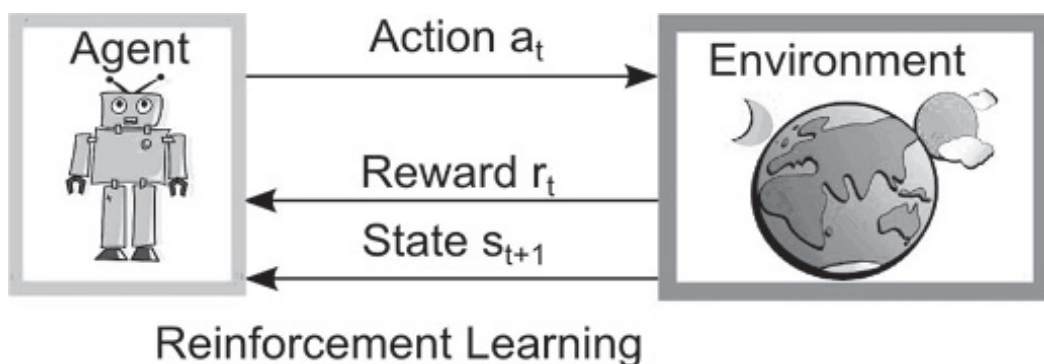 Agent
Action aₜ
Environment
Reward rₜ
State sₜ₊₁
Reinforcement Learning